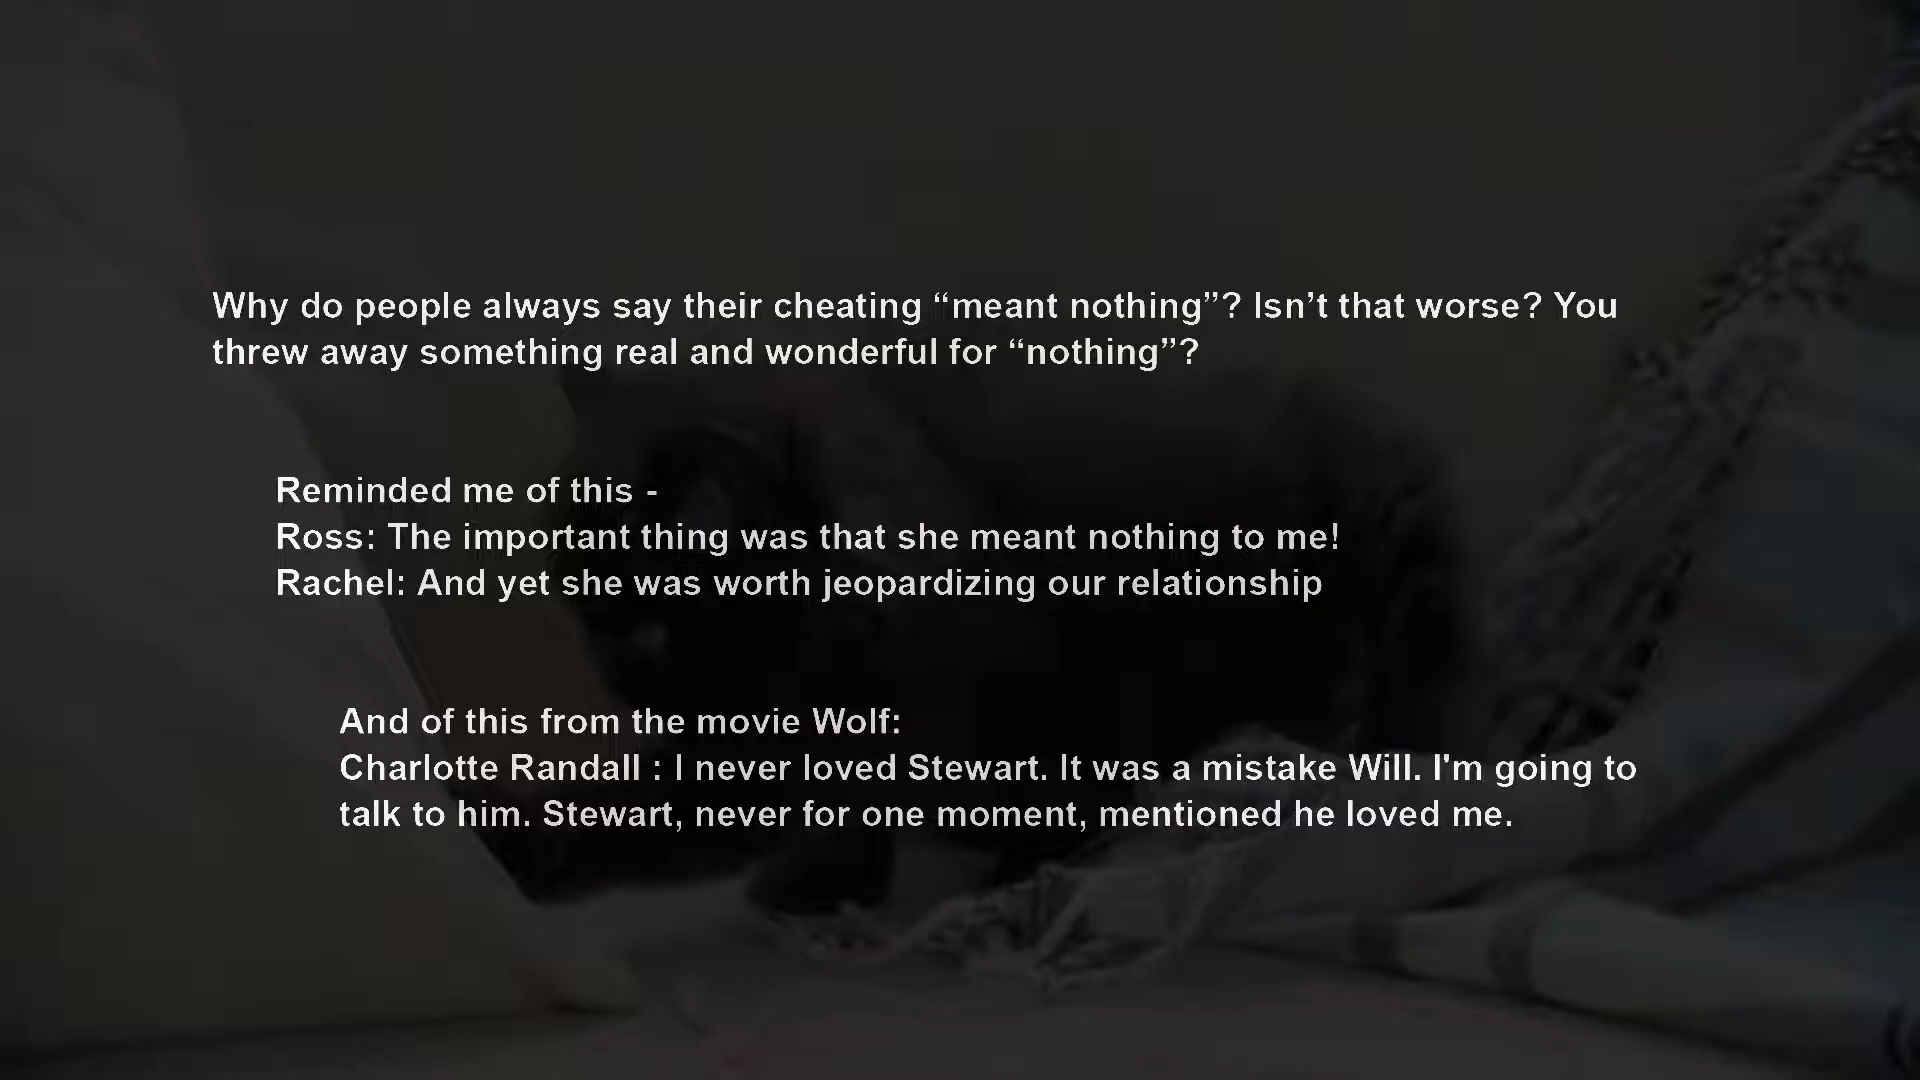 Why do people always say their cheating “meant nothing”? Isn’t that worse? You
threw away something real and wonderful for “nothing”?
Reminded me of this -
Ross: The important thing was that she meant nothing to me!
Rachel: And yet she was worth jeopardizing our relationship
And of this from the movie Wolf:
Charlotte Randall : I never loved Stewart. It was a mistake Will. I'm going to
talk to him. Stewart, never for one moment, mentioned he loved me.